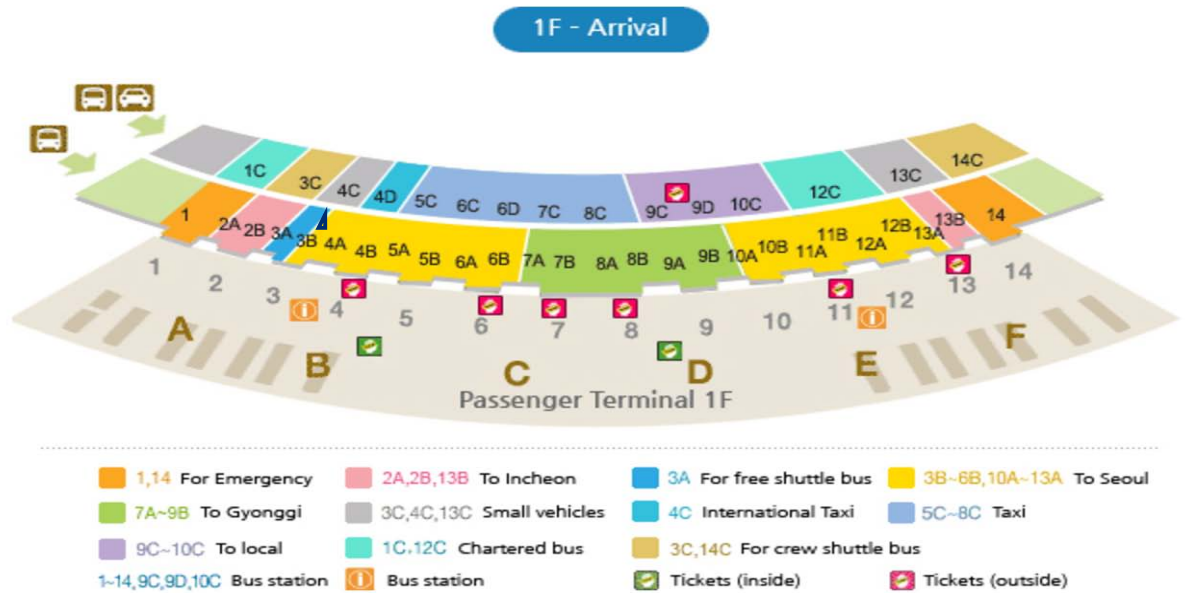 1F - Arrival
1C 3C 4C 4D 5C 6C 6D 7C 8C 9C 9D 10C 12C 13C 14C
1 2A 2B 3A 3B 4A 4B 5A 5B 6A 6B 7A 7B 8A 8B 9A 9B 10A 10B 11A 11B 12A 12B 13A 13B 14
1 2 3 4 5 6 7 8 9 10 11 12 13 14
A B C D E F
Passenger Terminal 1F
1,14 For Emergency 2A,2B,13B To Incheon 3A For free shuttle bus 3B~6B,10A~13A To Seoul
7A~9B To Gyonggi 3C,4C,13C Small vehicles 4C International Taxi 5C~8C Taxi
9C~10C To local 1C.12C Chartered bus 3C,14C For crew shuttle bus
1~14,9C,9D,10C Bus station Bus station Tickets (inside) Tickets (outside)